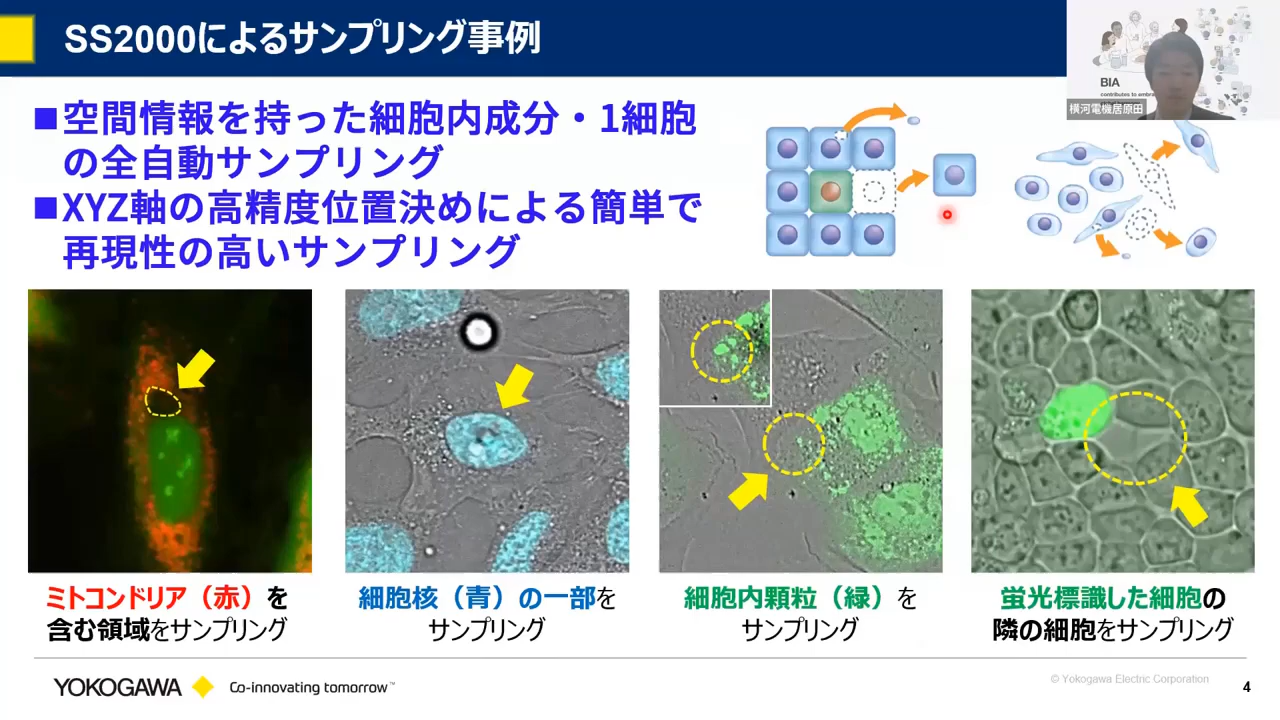 SS2000によるサンプリング事例
BIA
横河電機居原田
■空間情報を持った細胞内成分・1細胞
の全自動サンプリング
■XYZ軸の高精度位置決めによる簡単で
再現性の高いサンプリング
ミトコンドリア（赤）を
含む領域をサンプリング
細胞核（青）の一部を
サンプリング
細胞内顆粒（緑）を
サンプリング
蛍光標識した細胞の
隣の細胞をサンプリング
YOKOGAWA
Co-innovating tomorrow™
© Yokogawa Electric Corporation
4